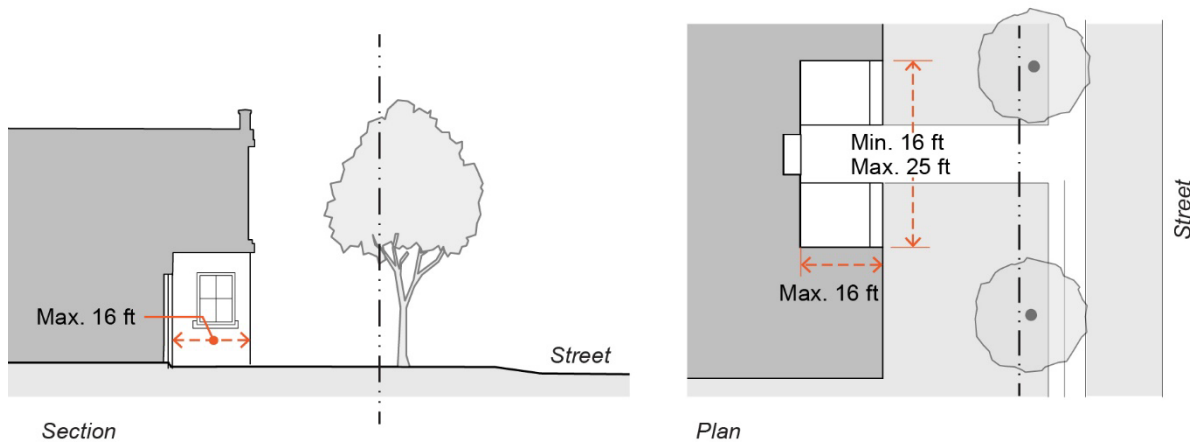 Max. 16 ft
Street
Section
Min. 16 ft
Max. 25 ft
Max. 16 ft
Street
Plan